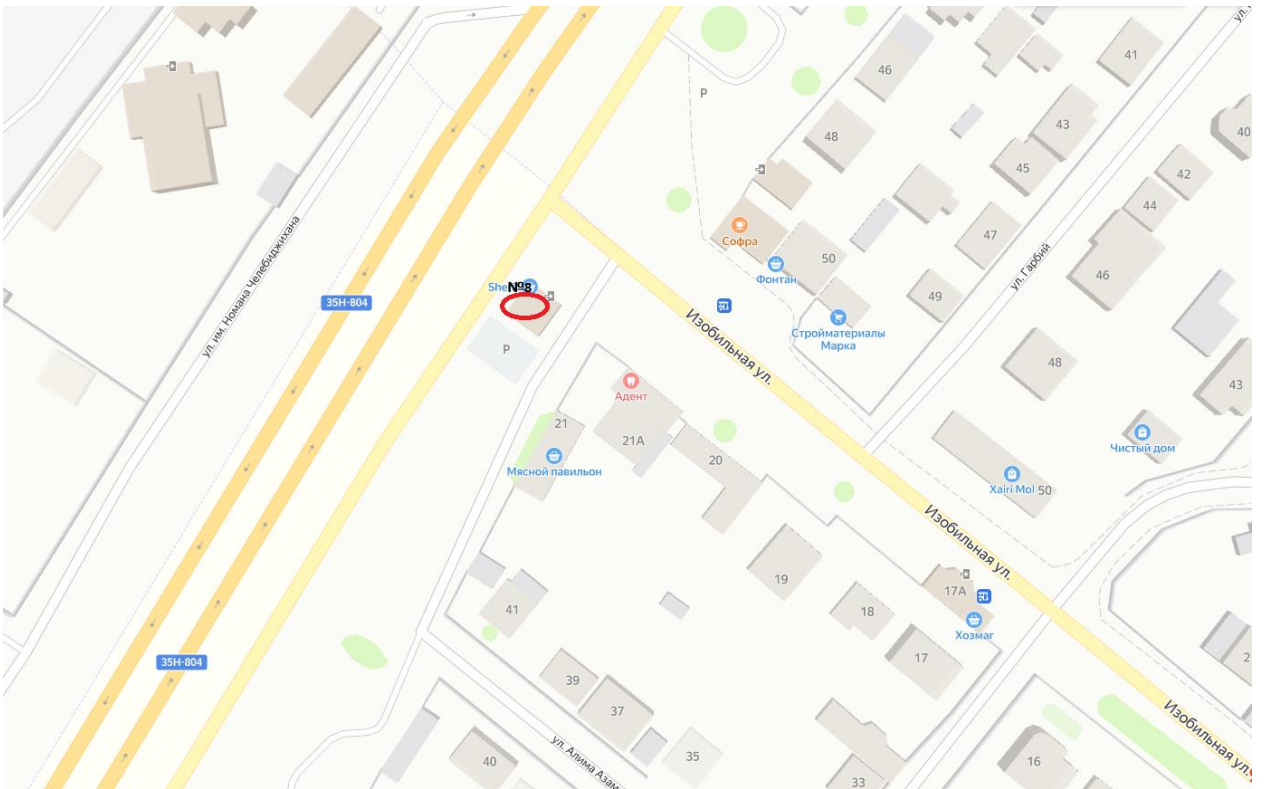 41
46
P
43
48
40
45
42
44
ул. им. Номана Челебиджихана
Софра
47
50
Фонтан
ул. Гарбий
46
She
№8
49
35Н-804
Изобильная ул.
Стройматериалы
Марка
P
48
Адент
43
21
21А
20
Чистый дом
Мясной павильон
Xairi Mol 50
Изобильная ул.
19
17А
41
18
Хозмаг
17
35Н-804
39
37
Изобильная ул.
ул. Алима Азам
35
40
16
33
2